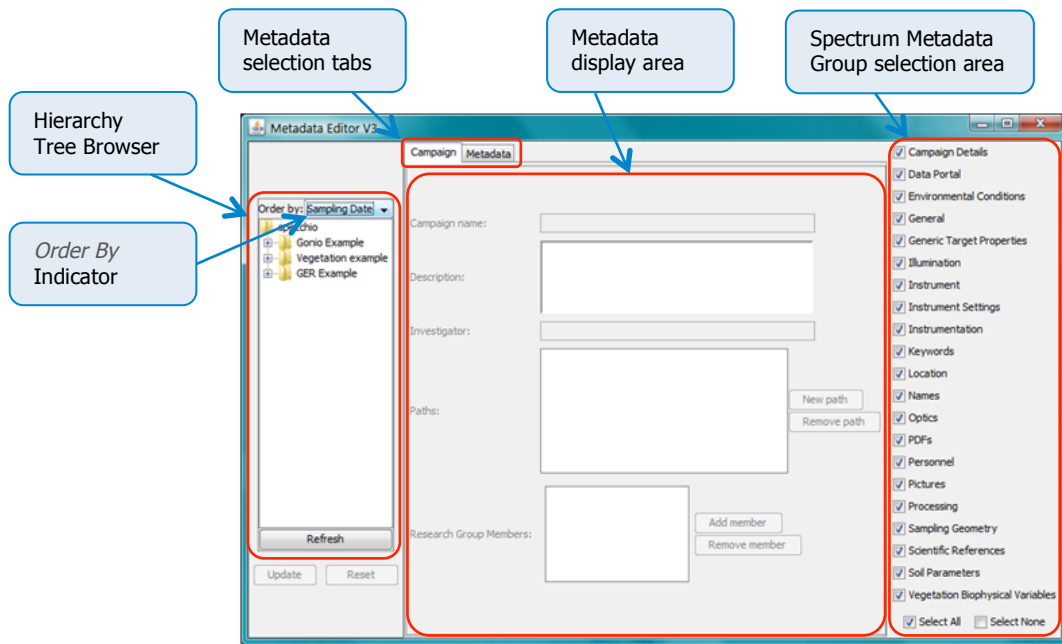 Metadata
selection tabs
Metadata
display area
Spectrum Metadata
Group selection area
Hierarchy
Tree Browser
Order By
Indicator
Metadata Editor V3
Order by: Sampling Date
specchio
Gonio Example
Vegetation example
GER Example
Refresh
Update Reset
Campaign Metadata
Campaign name:
Description:
Investigator:
Paths:
New path
Remove path
Research Group Members:
Add member
Remove member
Campaign Details
Data Portal
Environmental Conditions
General
Generic Target Properties
Illumination
Instrument
Instrument Settings
Instrumentation
Keywords
Location
Names
Optics
PDFs
Personnel
Pictures
Processing
Sampling Geometry
Scientific References
Soil Parameters
Vegetation Biophysical Variables
Select All Select None